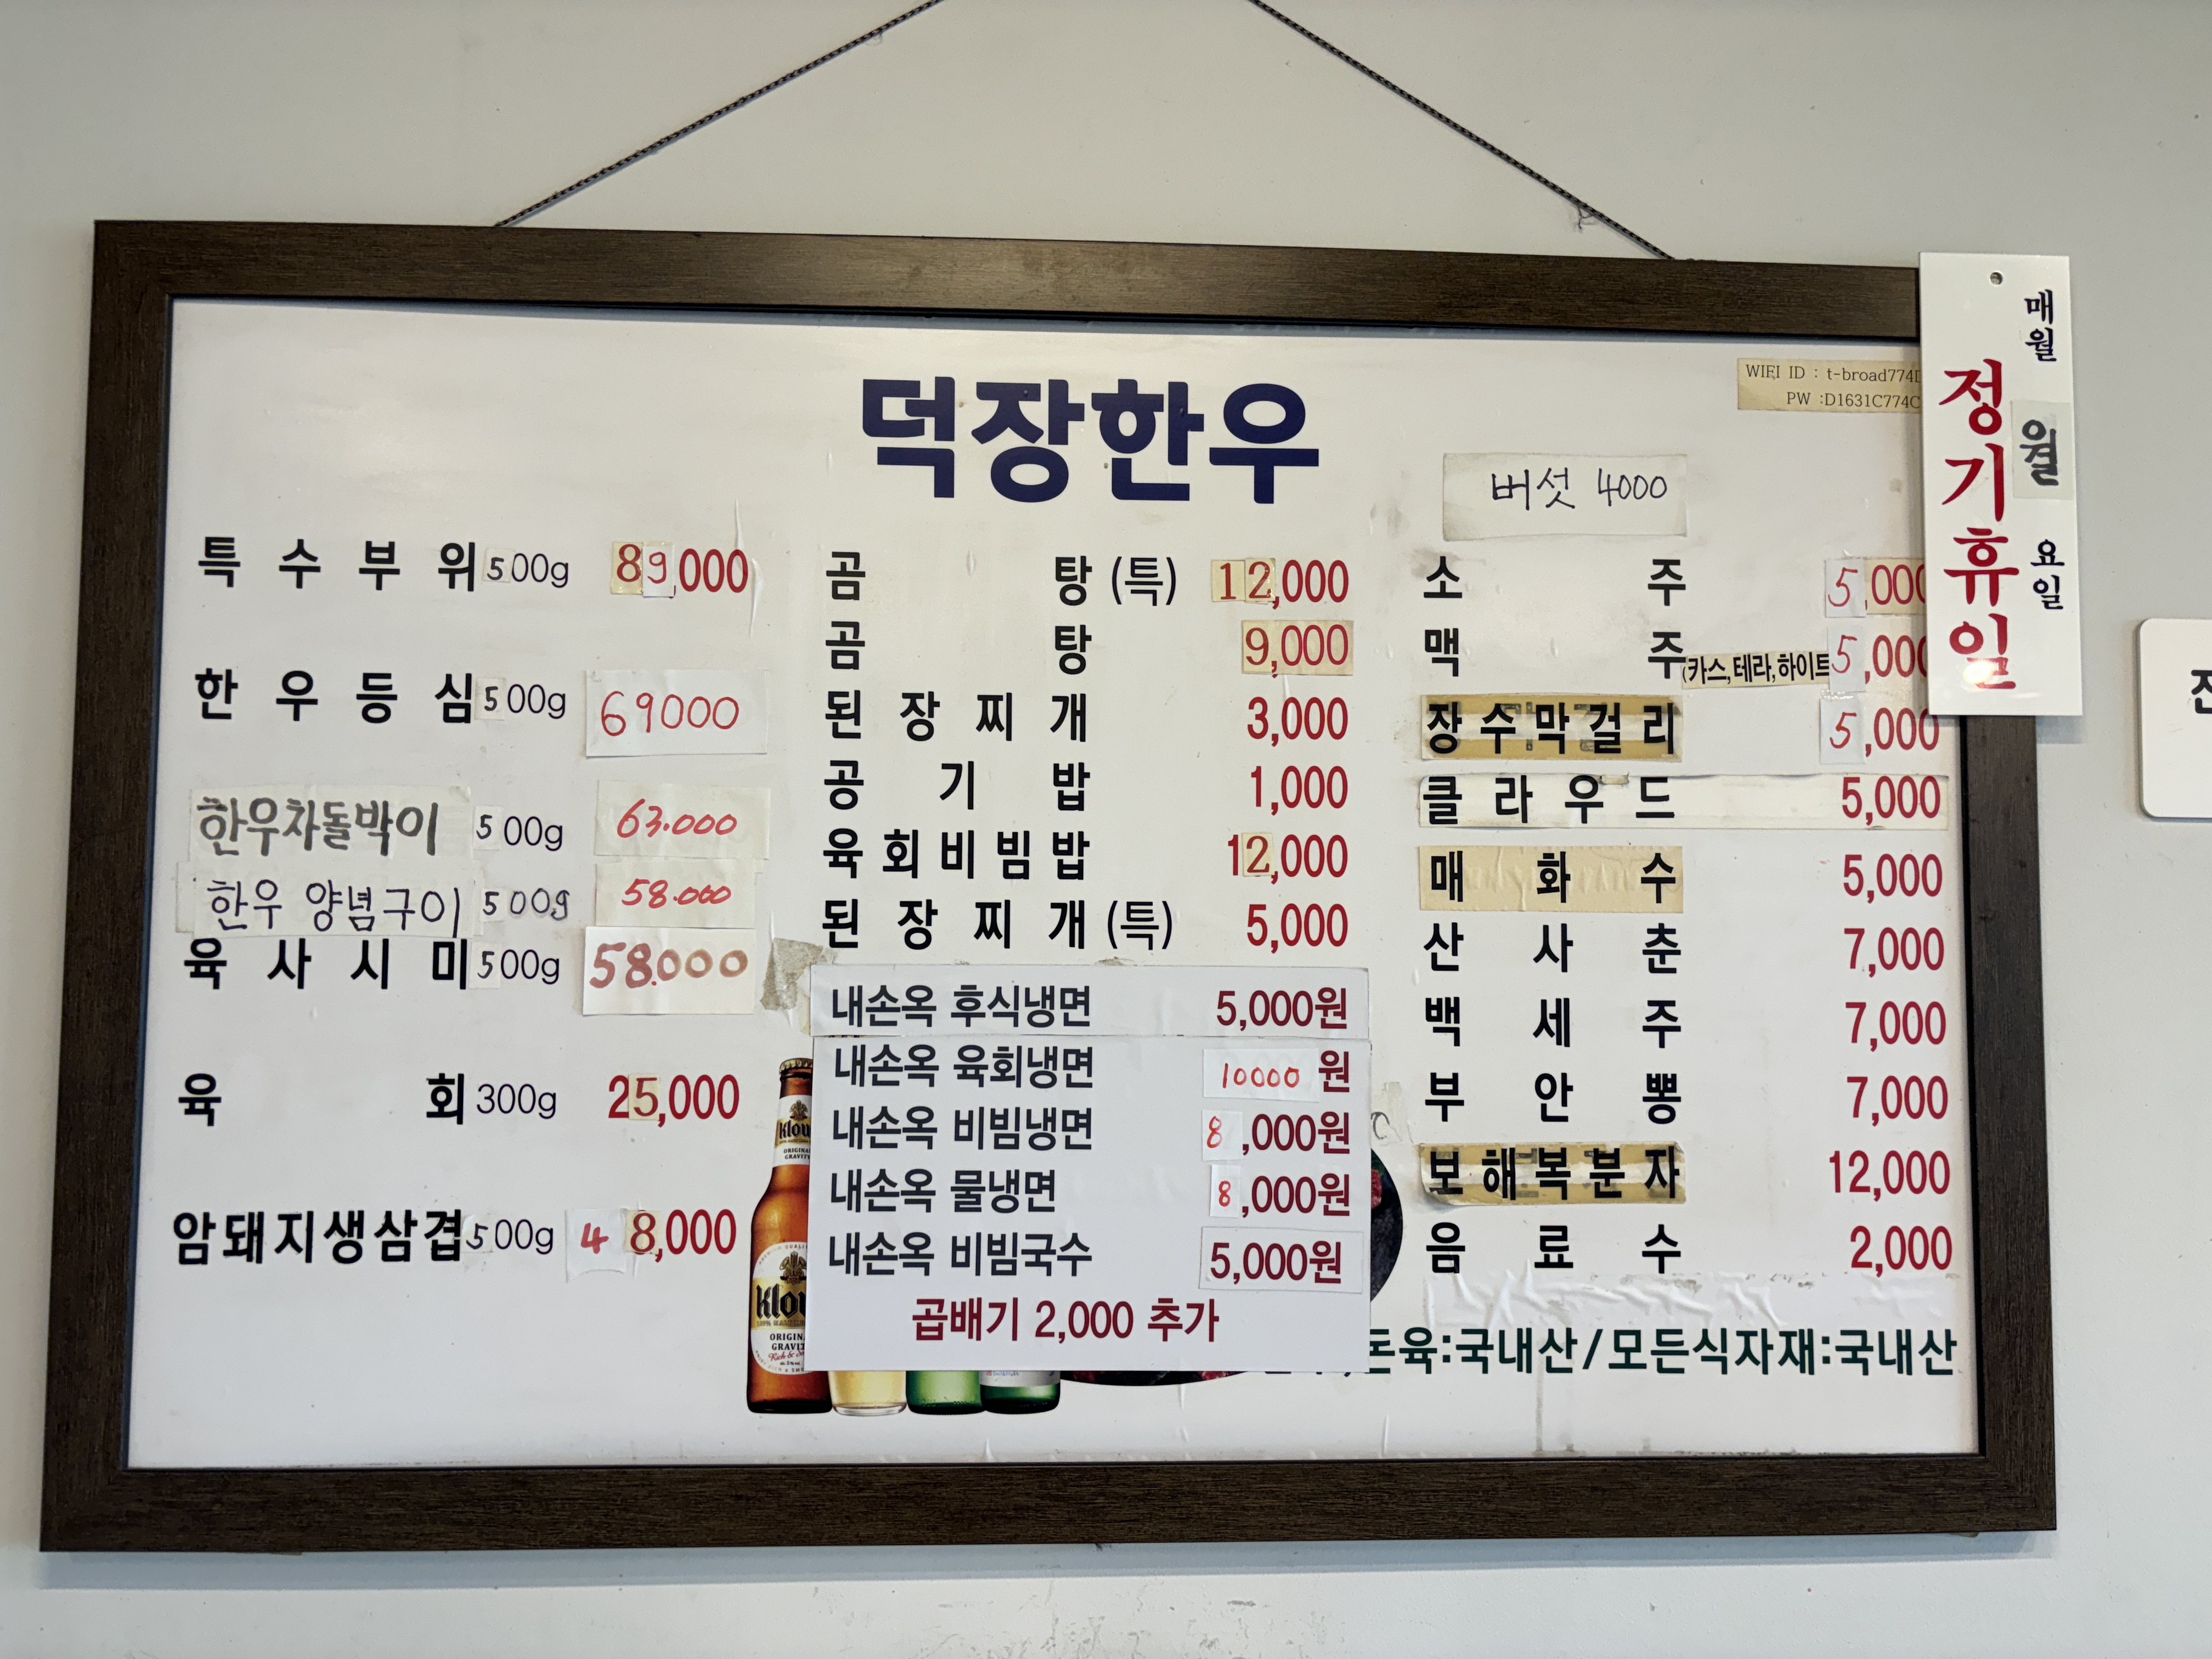 덕장한우
WIFI ID : t-broad774
PW :D1631C774C
매월 월요일
정기휴일
버섯 4000
특수부위 500g 89,000
한우등심 500g 69000
한우차돌박이 500g 63.000
한우 양념구이 500g 58.000
육사시미 500g 58.000
육회 300g 25,000
암돼지생삼겹 500g 48,000
곰탕(특) 12,000
곰탕 9,000
된장찌개 3,000
공기밥 1,000
육회비빔밥 12,000
된장찌개(특) 5,000
내손옥 후식냉면 5,000원
내손옥 육회냉면 10000원
내손옥 비빔냉면 8,000원
내손옥 물냉면 8,000원
내손옥 비빔국수 5,000원
곱배기 2,000 추가
소주 5,000
맥주(카스,테라,하이트 5,000
장수막걸리 5,000
클라우드 5,000
매화수 5,000
산사춘 7,000
백세주 7,000
부안뽕 7,000
보해복분자 12,000
음료수 2,000
돈육:국내산/모든식자재:국내산
Klou
ORIGINA
GRAVITY
Klou
ORIGIN
GRAVIT